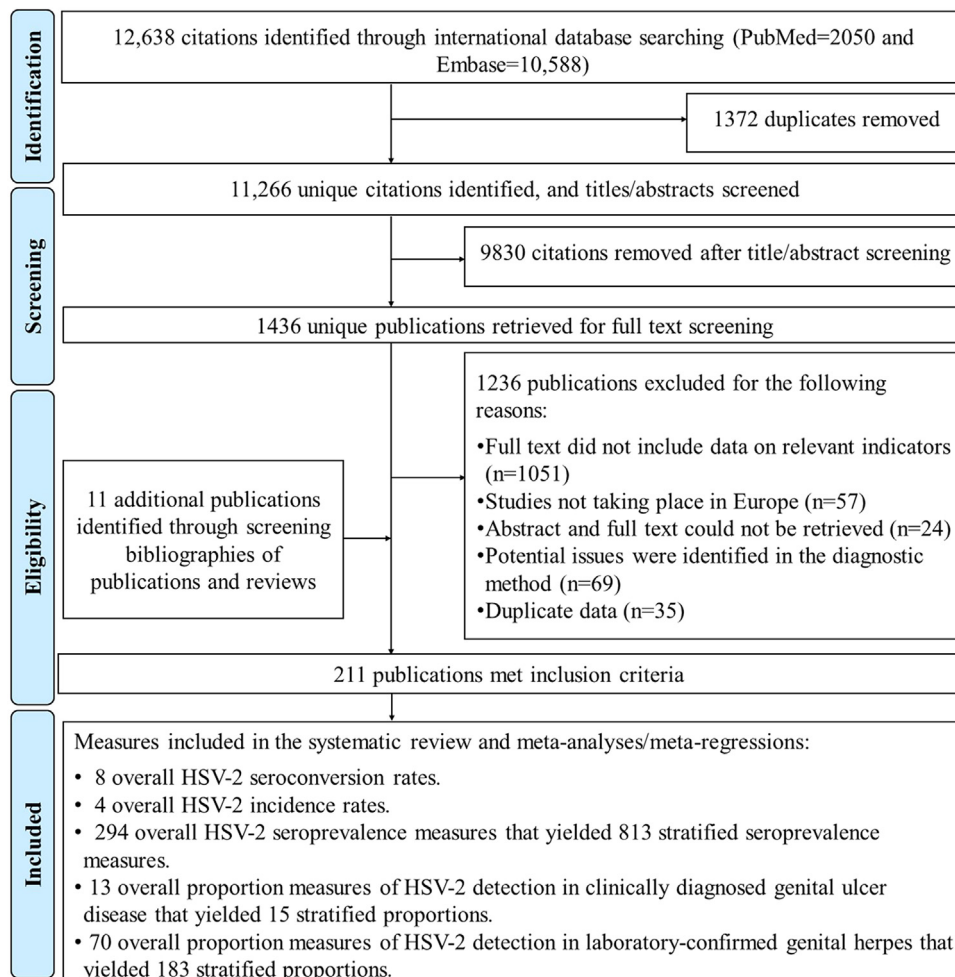 Identification
12,638 citations identified through international database searching (PubMed=2050 and
Embase=10,588)
1372 duplicates removed
11,266 unique citations identified, and titles/abstracts screened
Screening
9830 citations removed after title/abstract screening
1436 unique publications retrieved for full text screening
Eligibility
1236 publications excluded for the following
reasons:
•Full text did not include data on relevant indicators
(n=1051)
•Studies not taking place in Europe (n=57)
•Abstract and full text could not be retrieved (n=24)
•Potential issues were identified in the diagnostic
method (n=69)
•Duplicate data (n=35)
11 additional publications
identified through screening
bibliographies of
publications and reviews
211 publications met inclusion criteria
Included
Measures included in the systematic review and meta-analyses/meta-regressions:
• 8 overall HSV-2 seroconversion rates.
• 4 overall HSV-2 incidence rates.
• 294 overall HSV-2 seroprevalence measures that yielded 813 stratified seroprevalence
measures.
• 13 overall proportion measures of HSV-2 detection in clinically diagnosed genital ulcer
disease that yielded 15 stratified proportions.
• 70 overall proportion measures of HSV-2 detection in laboratory-confirmed genital herpes that
yielded 183 stratified proportions.